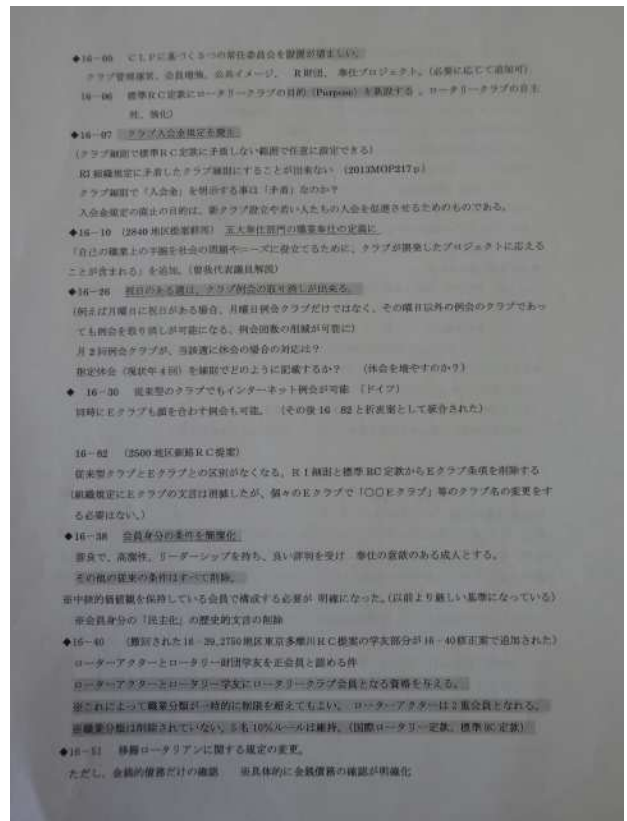 ◆16－06　ＣＬＰに基づく5つの常任委員会を設置が望ましい。
クラブ管理運営、会員増強、公共イメージ、Ｒ財団、奉仕プロジェクト。(必要に応じて追加可)
16－06　標準ＲＣ定款にロータリークラブの目的（Purpose）を新設する。ロータリークラブの自主
性、強化）
◆16－07　クラブ入会金規定を廃止
（クラブ細則で標準ＲＣ定款に矛盾しない範囲で任意に設定できる）
RI 組織規定に矛盾したクラブ細則にすることが出来ない　(2013MOP217ｐ)
クラブ細則で「入会金」を明示する事は「矛盾」なのか？
入会金規定の廃止の目的は、新クラブ設立や若い人たちの入会を促進させるためのものである。
◆16－10（2840 地区提案）五大奉仕部門の職業奉仕の定義に
「自己の職業上の手腕を社会の問題やニーズに役立てるために、クラブが開発したプロジェクトに応える
ことが含まれる」を追加。(曽我代表議員解説)
◆16－26　祝日のある週は、クラブ例会の取り消しが出来る。
(例えば月曜日に祝日がある場合、月曜日例会クラブだけではなく、その曜日以外の例会のクラブであっ
ても例会を取り消しが可能になる、例会回数の削減が可能に)
月２回例会クラブが、当該週に休会の場合の対応は？
指定休会（現状年４回）を細則でどのように記載するか？　（休会を増やすのか？）
◆　16－30　従来型のクラブでもインターネット例会が可能　（ドイツ）
同時にＥクラブも顔を合わす例会も可能。　（その後 16－82 と折衷案として統合された）
16－82　（2500 地区釧路ＲＣ提案）
従来型クラブとＥクラブとの区別がなくなる、ＲＩ細則と標準 RC 定款からＥクラブ条項を削除する
(組織規定にＥクラブの文言は削減したが、個々のＥクラブで「〇〇Ｅクラブ」等のクラブ名の変更をす
る必要はない。)
◆16－38　会員身分の条件を簡素化
善良で、高潔性、リーダーシップを持ち、良い評判を受け　奉仕の意欲のある成人とする。
その他の従来の条件はすべて削除。
※中核的価値観を保持している会員で構成する必要が 明確になった。(以前より厳しい基準になっている)
※会員身分の「民主化」の歴史的文言の削除
◆16－40　（撤回された 16－39､2750 地区東京多摩川ＲＣ提案の学友部分が 16－40 修正案で追加された）
ローターアクターとロータリー財団学友を正会員と認める件
ローターアクターとロータリー学友にロータリークラブ会員となる資格を与える。
※これによって職業分類が一時的に制限を超えてもよい。　ローターアクターは２重会員となれる。
※職業分類は削除されていない。5 名 10％ルールは維持。(国際ロータリー定款、標準 RC 定款)
◆16－51　移籍ロータリアンに関する規定の変更。
ただし、金銭的債務だけの確認　　※具体的に金銭債務の確認が明確化